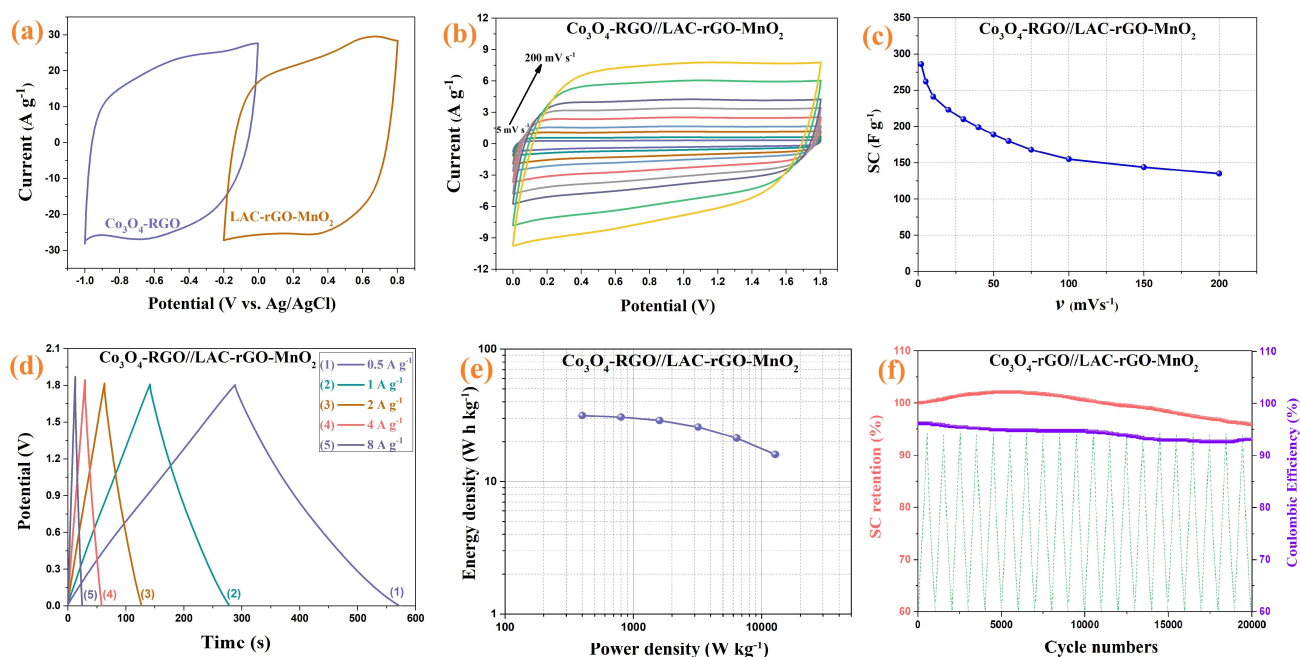 (a)
Current (A g⁻¹)
30
20
10
0
-10
-20
-30
Co₃O₄-RGO
LAC-rGO-MnO₂
-1.0 -0.8 -0.6 -0.4 -0.2 0.0 0.2 0.4 0.6 0.8
Potential (V vs. Ag/AgCl)
(b)
Co₃O₄-RGO//LAC-rGO-MnO₂
200 mV s⁻¹
5 mV s⁻¹
Current (A g⁻¹)
12
9
6
3
0
-3
-6
-9
-12
0.0 0.2 0.4 0.6 0.8 1.0 1.2 1.4 1.6 1.8
Potential (V)
(c)
Co₃O₄-RGO//LAC-rGO-MnO₂
SC (F g⁻¹)
350
300
250
200
150
100
50
0
0 50 100 150 200
ν (mVs⁻¹)
(d)
Co₃O₄-RGO//LAC-rGO-MnO₂
(1) 0.5 A g⁻¹
(2) 1 A g⁻¹
(3) 2 A g⁻¹
(4) 4 A g⁻¹
(5) 8 A g⁻¹
Potential (V)
2.1
1.8
1.5
1.2
0.9
0.6
0.3
0.0
(5) (4) (3) (2) (1)
0 100 200 300 400 500 600
Time (s)
(e)
Co₃O₄-RGO//LAC-rGO-MnO₂
Energy density (W h kg⁻¹)
100
10
1
100 1000 10000
Power density (W kg⁻¹)
(f)
Co₃O₄-rGO//LAC-rGO-MnO₂
SC retention (%)
110
100
90
80
70
60
Coulombic Efficiency (%)
110
100
90
80
70
60
0 5000 10000 15000 20000
Cycle numbers